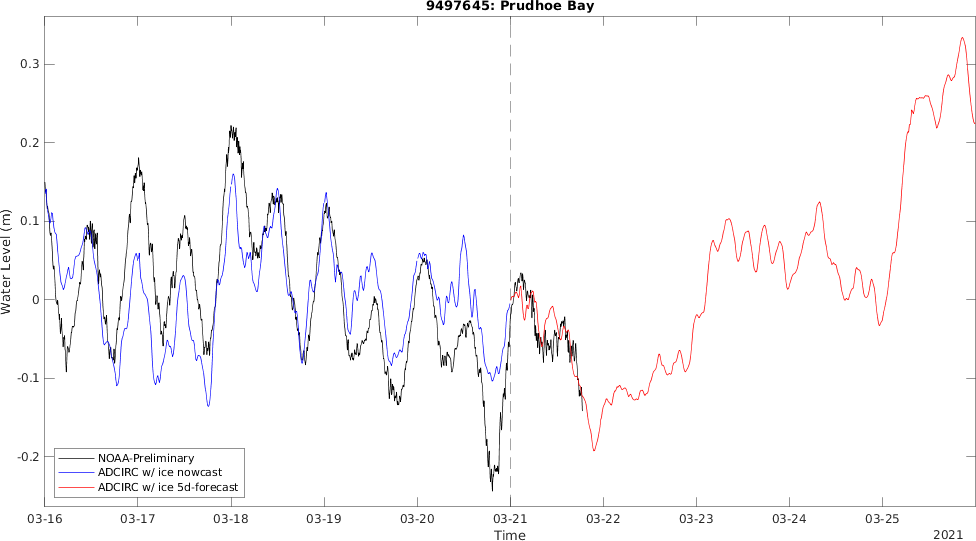 9497645: Prudhoe Bay
0.3
0.2
0.1
0
-0.1
-0.2
Water Level (m)
NOAA-Preliminary
ADCIRC w/ ice nowcast
ADCIRC w/ ice 5d-forecast
03-16 03-17 03-18 03-19 03-20 03-21 03-22 03-23 03-24 03-25
Time
2021